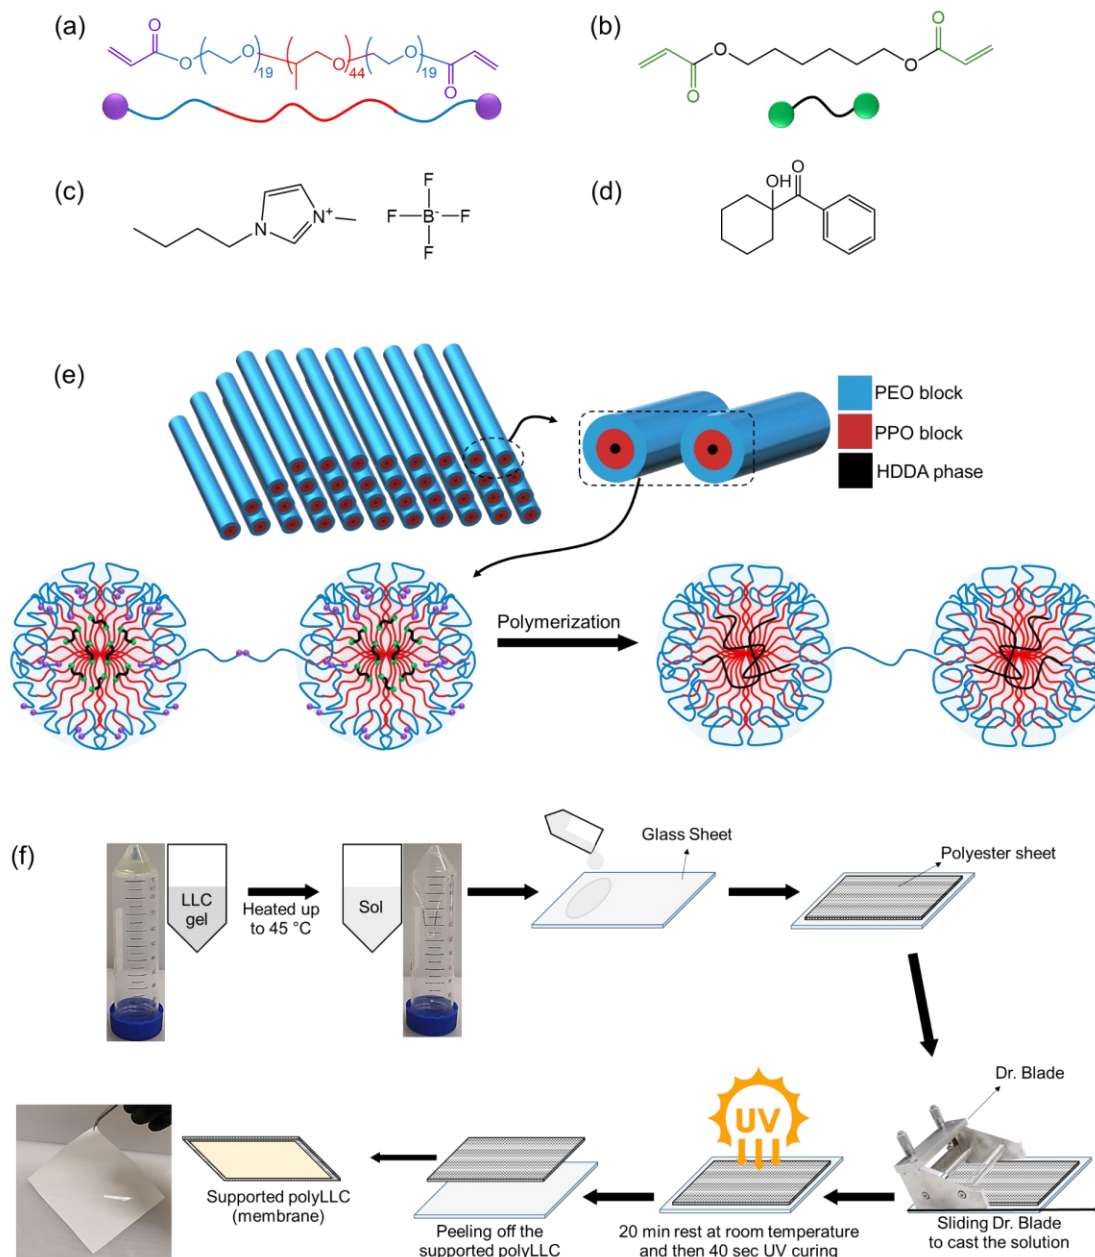 (a)
O
O
O
19
O
44
O
19
O
O
(b)
O
O
O
O
(c)
N
N+
F
F
B-
F
F
(d)
OH
O
(e)
PEO block
PPO block
HDDA phase
Polymerization
(f)
LLC
gel
Heated up
to 45 °C
Sol
Glass Sheet
Polyester sheet
Dr. Blade
Sliding Dr. Blade
to cast the solution
UV
20 min rest at room temperature
and then 40 sec UV curing
Peeling off the
supported polyLLC
Supported polyLLC
(membrane)